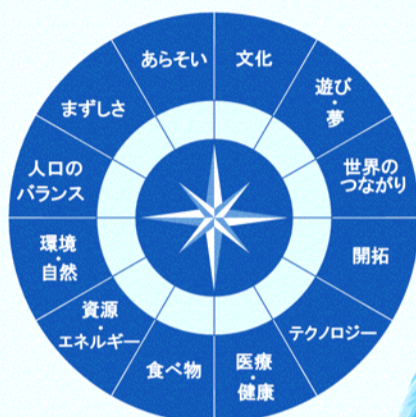 文化
遊び
・
夢
世界の
つながり
開拓
テクノロジー
医療
・
健康
食べ物
資源
・
エネルギー
環境
・
自然
人口の
バランス
まずしさ
あらそい